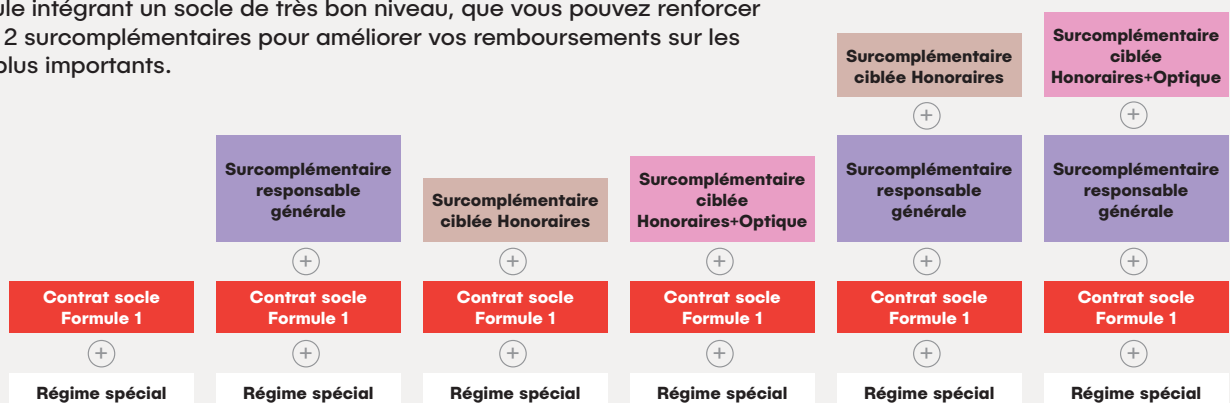 ule intégrant un socle de très bon niveau, que vous pouvez renforcer
2 surcomplémentaires pour améliorer vos remboursements sur les
plus importants.
Surcomplémentaire
responsable
générale
+
Contrat socle
Formule 1
+
Régime spécial
Surcomplémentaire
ciblée Honoraires
+
Contrat socle
Formule 1
+
Régime spécial
Surcomplémentaire
ciblée
Honoraires+Optique
+
Contrat socle
Formule 1
+
Régime spécial
Surcomplémentaire
ciblée Honoraires
+
Surcomplémentaire
responsable
générale
+
Contrat socle
Formule 1
+
Régime spécial
Surcomplémentaire
ciblée
Honoraires+Optique
+
Surcomplémentaire
responsable
générale
+
Contrat socle
Formule 1
+
Régime spécial
Contrat socle
Formule 1
+
Régime spécial